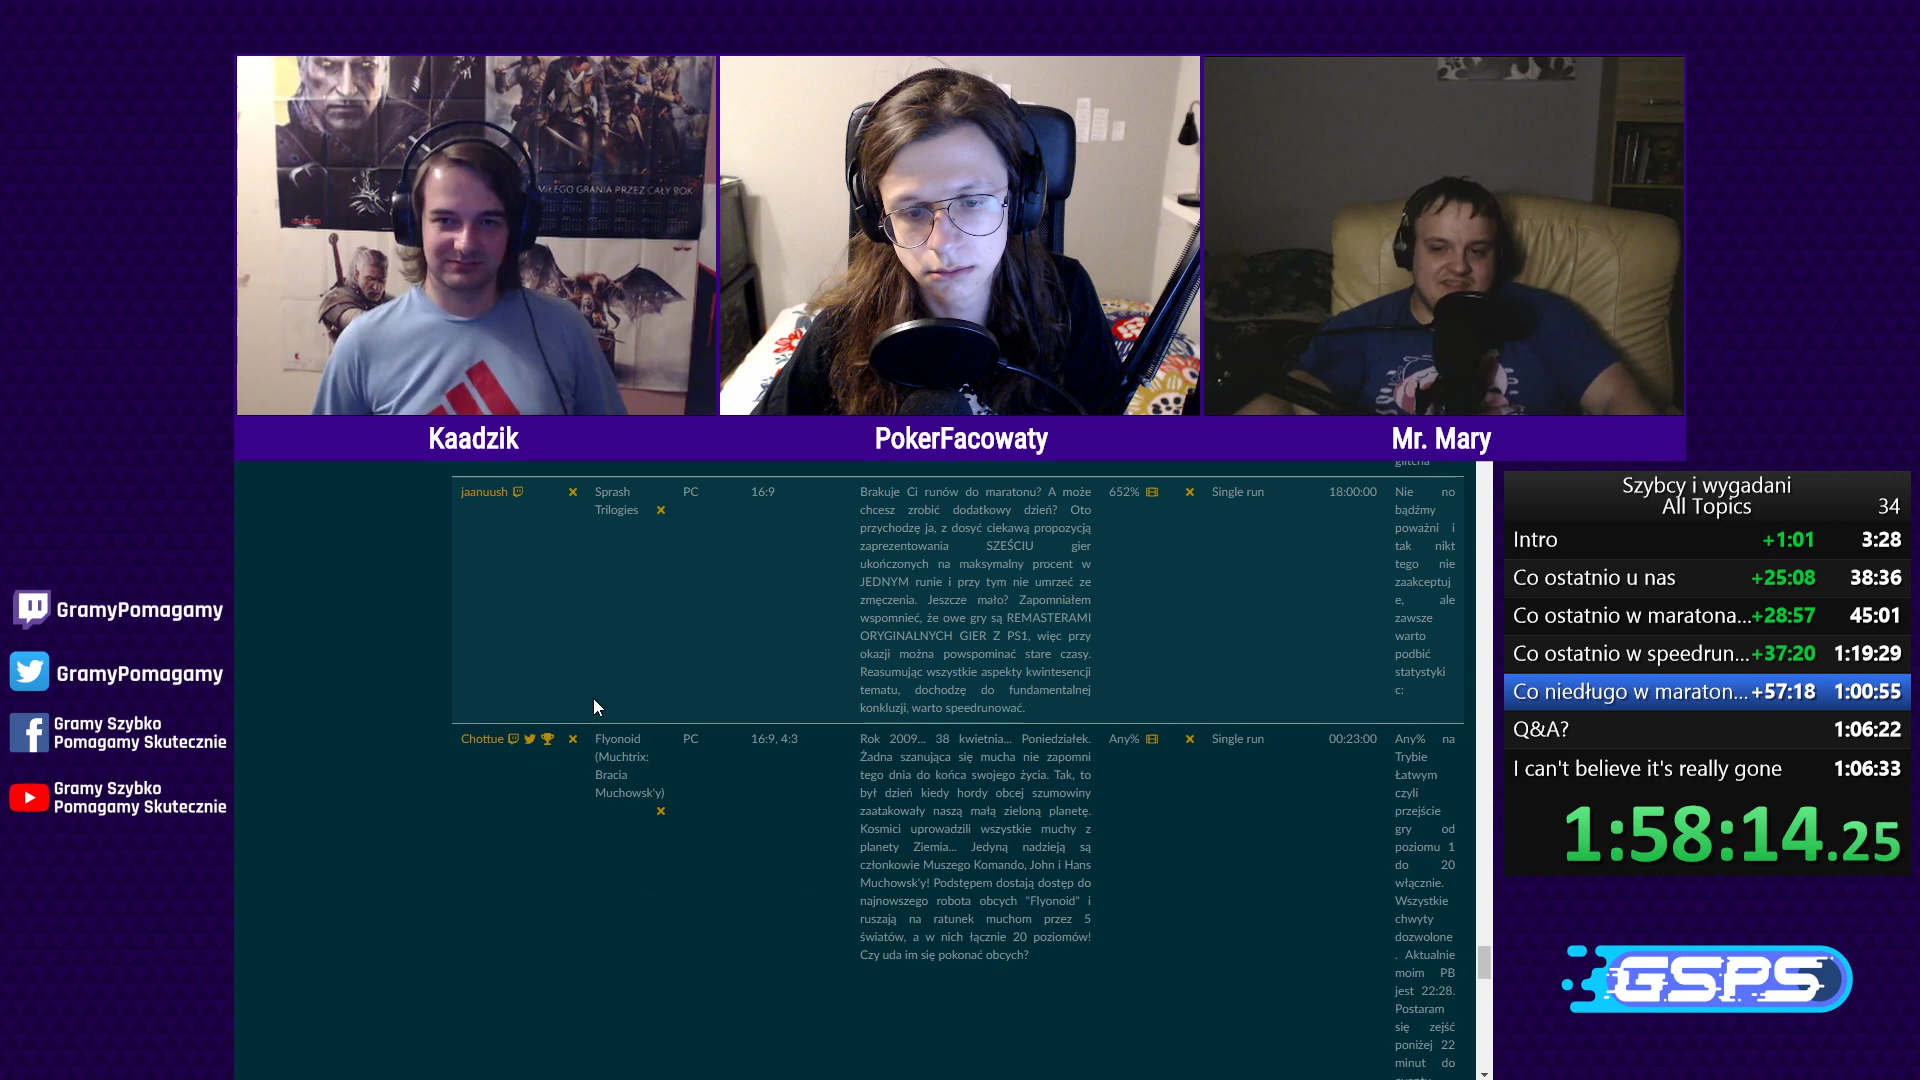 MIŁEGO GRANIA PRZEZ CAŁY ROK
Kaadzik
PokerFacowaty
Mr. Mary
glitcha
jaanuush
Sprash
Trilogies
PC
16:9
Brakuje Ci runów do maratonu? A może
chcesz zrobić dodatkowy dzień? Oto
przychodzę ja, z dosyć ciekawą propozycją
zaprezentowania SZEŚCIU gier
ukończonych na maksymalny procent w
JEDNYM runie i przy tym nie umrzeć ze
zmęczenia. Jeszcze mało? Zapomniałem
wspomnieć, że owe gry są REMASTERAMI
ORYGINALNYCH GIER Z PS1, więc przy
okazji można powspominać stare czasy.
Reasumując wszystkie aspekty kwintesencji
tematu, dochodzę do fundamentalnej
konkluzji, warto speedrunować.
652%
Single run
18:00:00
Nie no
bądźmy
poważni i
tak nikt
tego nie
zaakceptuj
e, ale
zawsze
warto
podbić
statystyki
c:
Chottue
Flyonoid
(Muchtrix:
Bracia
Muchowsk'y)
PC
16:9, 4:3
Rok 2009... 38 kwietnia... Poniedziałek.
Żadna szanująca się mucha nie zapomni
tego dnia do końca swojego życia. Tak, to
był dzień kiedy hordy obcej szumowiny
zaatakowały naszą małą zieloną planetę.
Kosmici uprowadzili wszystkie muchy z
planety Ziemia... Jedyną nadzieją są
członkowie Muszego Komando, John i Hans
Muchowsk'y! Podstępem dostają dostęp do
najnowszego robota obcych "Flyonoid" i
ruszają na ratunek muchom przez 5
światów, a w nich łącznie 20 poziomów!
Czy uda im się pokonać obcych?
Any%
Single run
00:23:00
Any% na
Trybie
Łatwym
czyli
przejście
gry od
poziomu 1
do 20
włącznie.
Wszystkie
chwyty
dozwolone
. Aktualnie
moim PB
jest 22:28.
Postaram
się zejść
poniżej 22
minut do
Szybcy i wygadani
All Topics 34
Intro +1:01 3:28
Co ostatnio u nas +25:08 38:36
Co ostatnio w maratona... +28:57 45:01
Co ostatnio w speedrun... +37:20 1:19:29
Co niedługo w maraton... +57:18 1:00:55
Q&A? 1:06:22
I can't believe it's really gone 1:06:33
1:58:14.25
GramyPomagamy
GramyPomagamy
Gramy Szybko
Pomagamy Skutecznie
Gramy Szybko
Pomagamy Skutecznie
GSPS